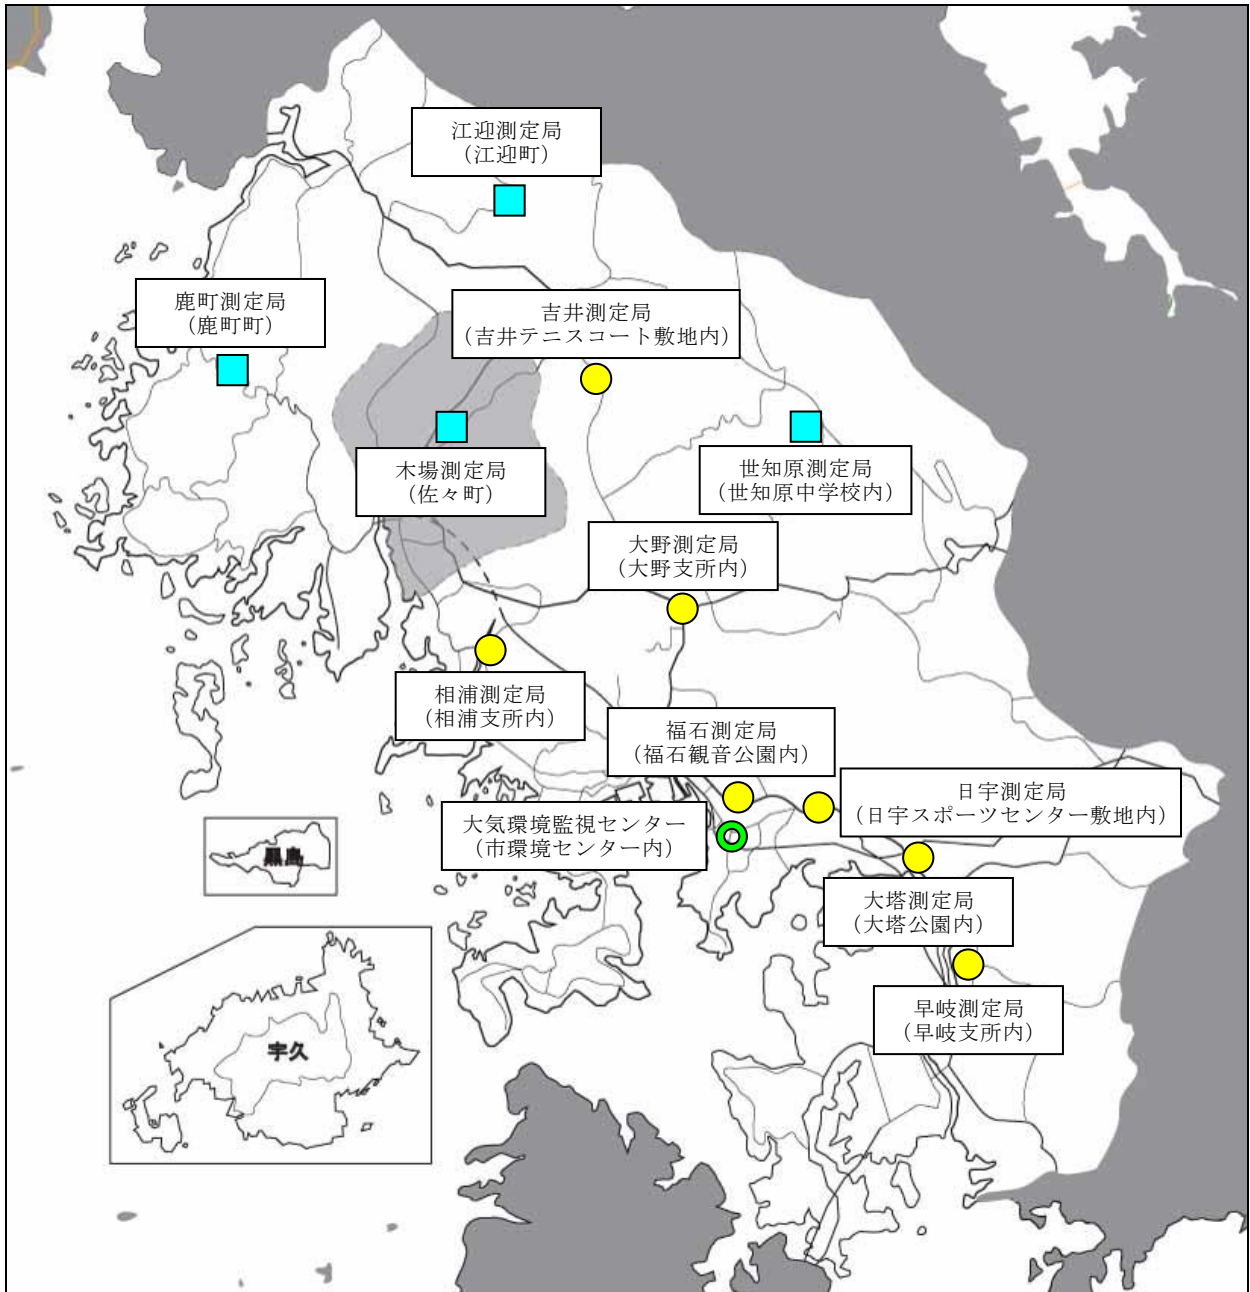 江迎測定局
（江迎町）
鹿町測定局
（鹿町町）
吉井測定局
（吉井テニスコート敷地内）
木場測定局
（佐々町）
世知原測定局
（世知原中学校内）
大野測定局
（大野支所内）
相浦測定局
（相浦支所内）
福石測定局
（福石観音公園内）
日宇測定局
（日宇スポーツセンター敷地内）
大気環境監視センター
（市環境センター内）
黒島
大塔測定局
（大塔公園内）
早岐測定局
（早岐支所内）
宇久